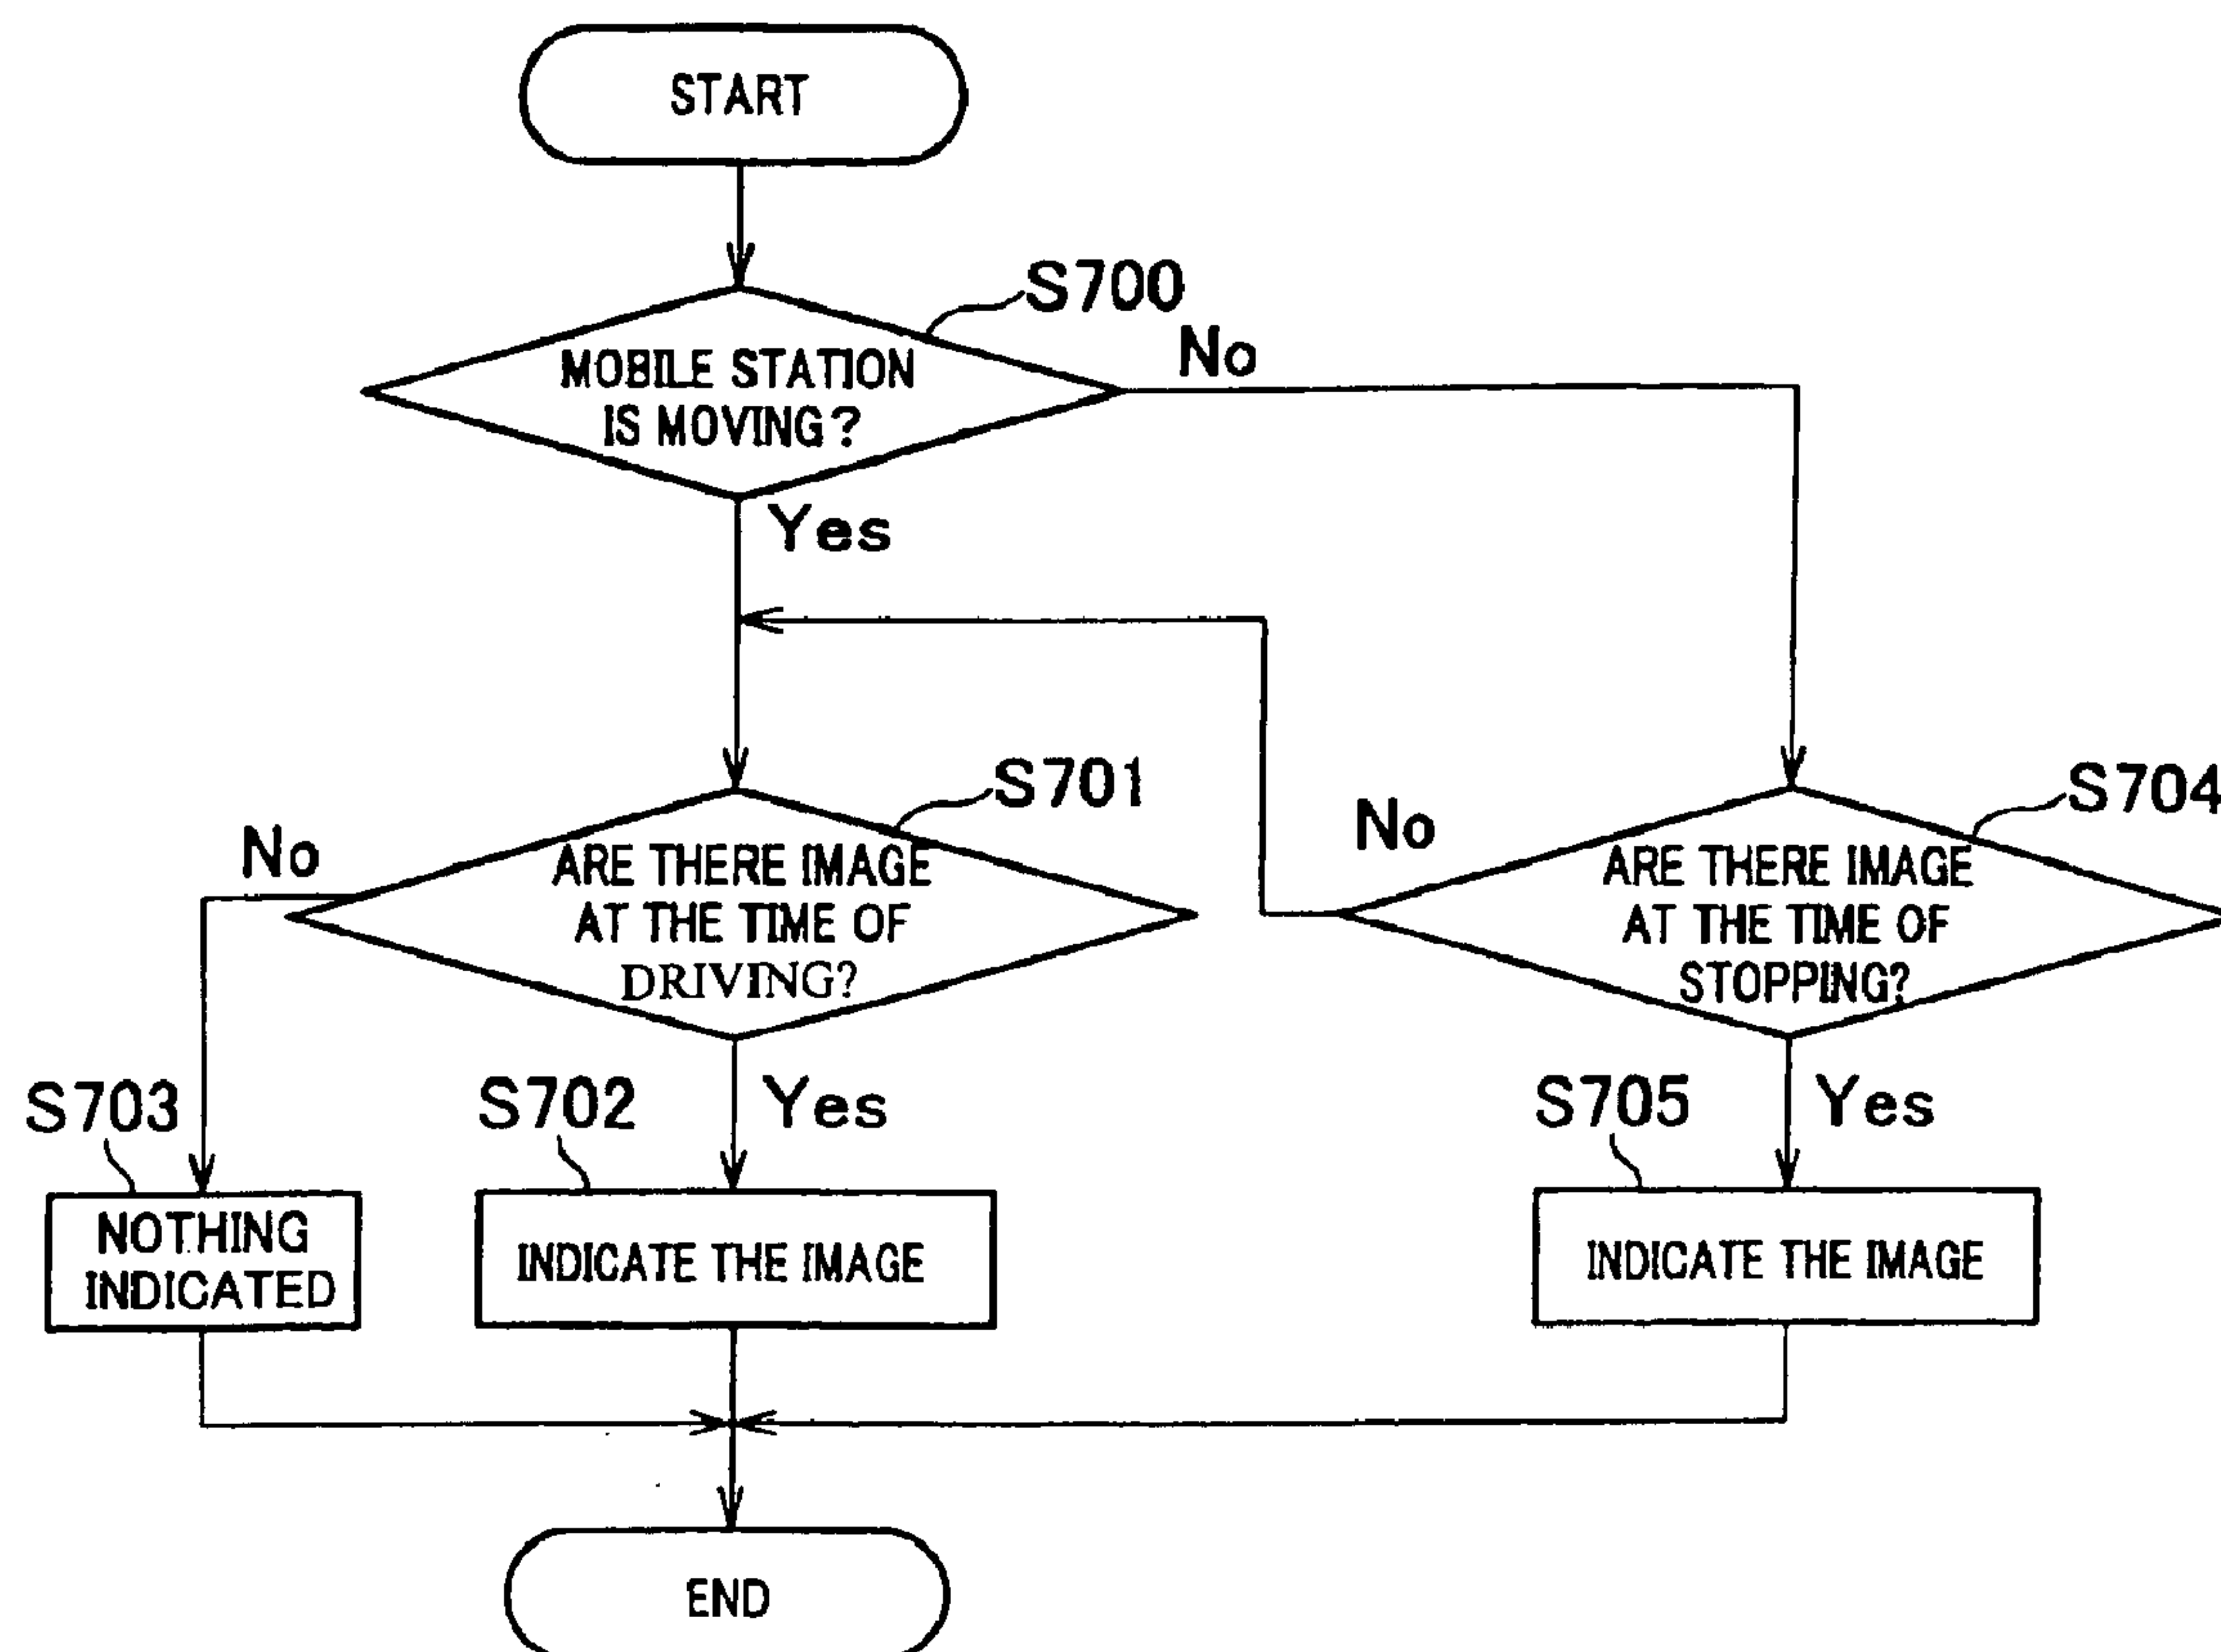 START
S700
No
MOBILE STATION
IS MOVING?
Yes
S701
S704
No
No
ARE THERE IMAGE
AT THE TIME OF
DRIVING?
ARE THERE IMAGE
AT THE TIME OF
STOPPING?
S703
S702
Yes
S705
Yes
NOTHING
INDICATED
INDICATE THE IMAGE
INDICATE THE IMAGE
END